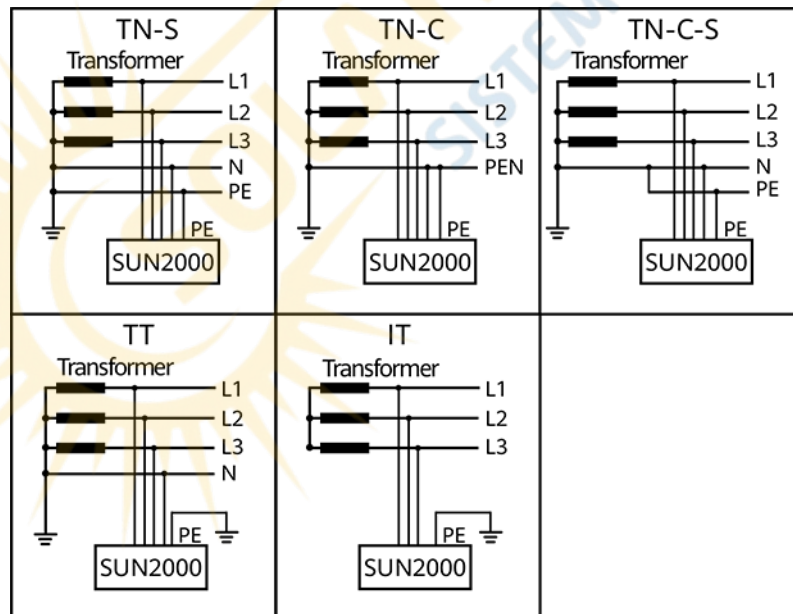 TN-S
Transformer
L1
L2
L3
N
PE
PE
SUN2000
TN-C
Transformer
L1
L2
L3
PEN
PE
SUN2000
TN-C-S
Transformer
L1
L2
L3
N
PE
PE
SUN2000
TT
Transformer
L1
L2
L3
N
PE
SUN2000
IT
Transformer
L1
L2
L3
PE
SUN2000
SOLAR